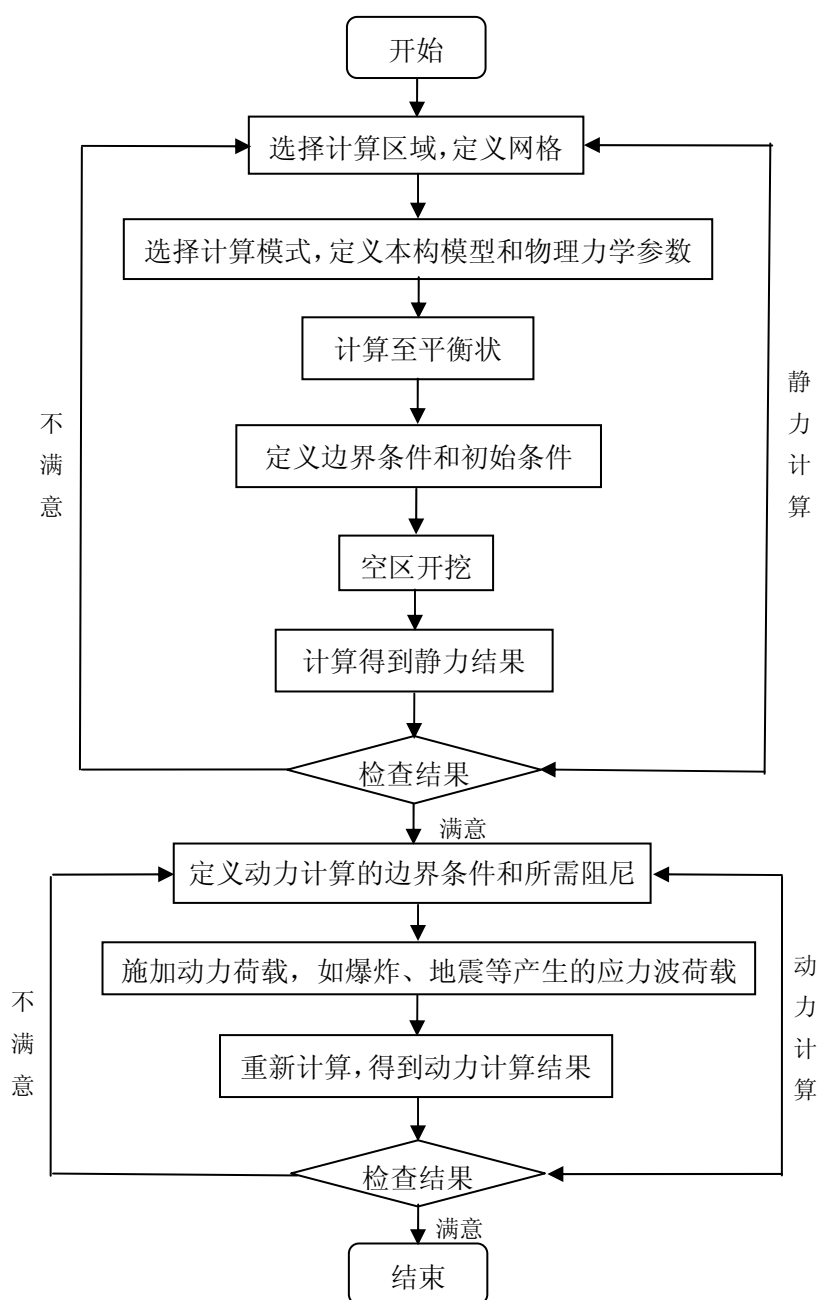 开始
选择计算区域,定义网格
选择计算模式,定义本构模型和物理力学参数
计算至平衡状
定义边界条件和初始条件
空区开挖
计算得到静力结果
检查结果
不满意
静力计算
满意
定义动力计算的边界条件和所需阻尼
施加动力荷载，如爆炸、地震等产生的应力波荷载
重新计算,得到动力计算结果
检查结果
不满意
动力计算
满意
结束